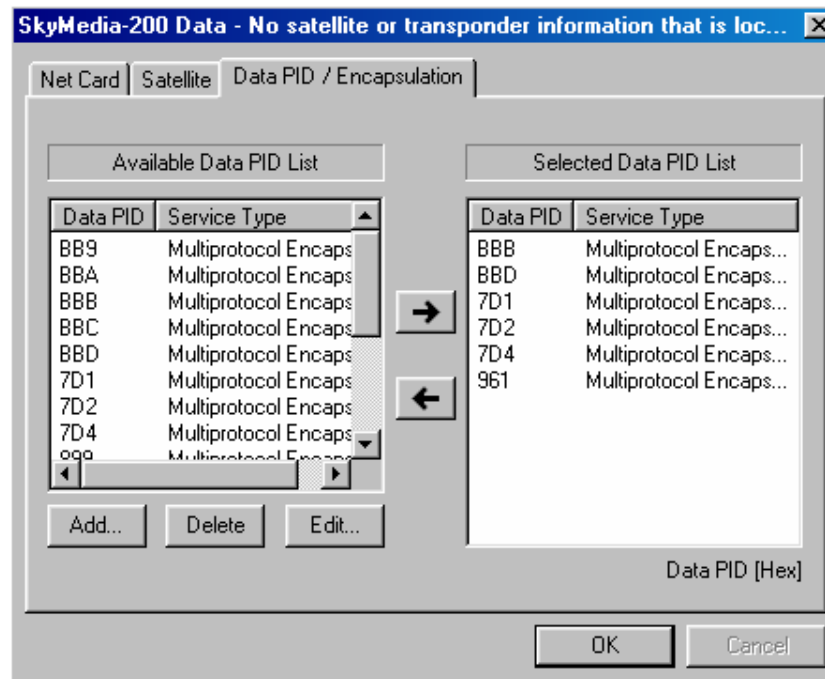 SkyMedia-200 Data - No satellite or transponder information that is loc...
Net Card Satellite Data PID / Encapsulation
Available Data PID List
Data PID Service Type
BB9 Multiprotocol Encaps
BBA Multiprotocol Encaps
BBB Multiprotocol Encaps
BBC Multiprotocol Encaps
BBD Multiprotocol Encaps
7D1 Multiprotocol Encaps
7D2 Multiprotocol Encaps
7D4 Multiprotocol Encaps
Add... Delete Edit...
Selected Data PID List
Data PID Service Type
BBB Multiprotocol Encaps...
BBD Multiprotocol Encaps...
7D1 Multiprotocol Encaps...
7D2 Multiprotocol Encaps...
7D4 Multiprotocol Encaps...
961 Multiprotocol Encaps...
Data PID [Hex]
OK Cancel